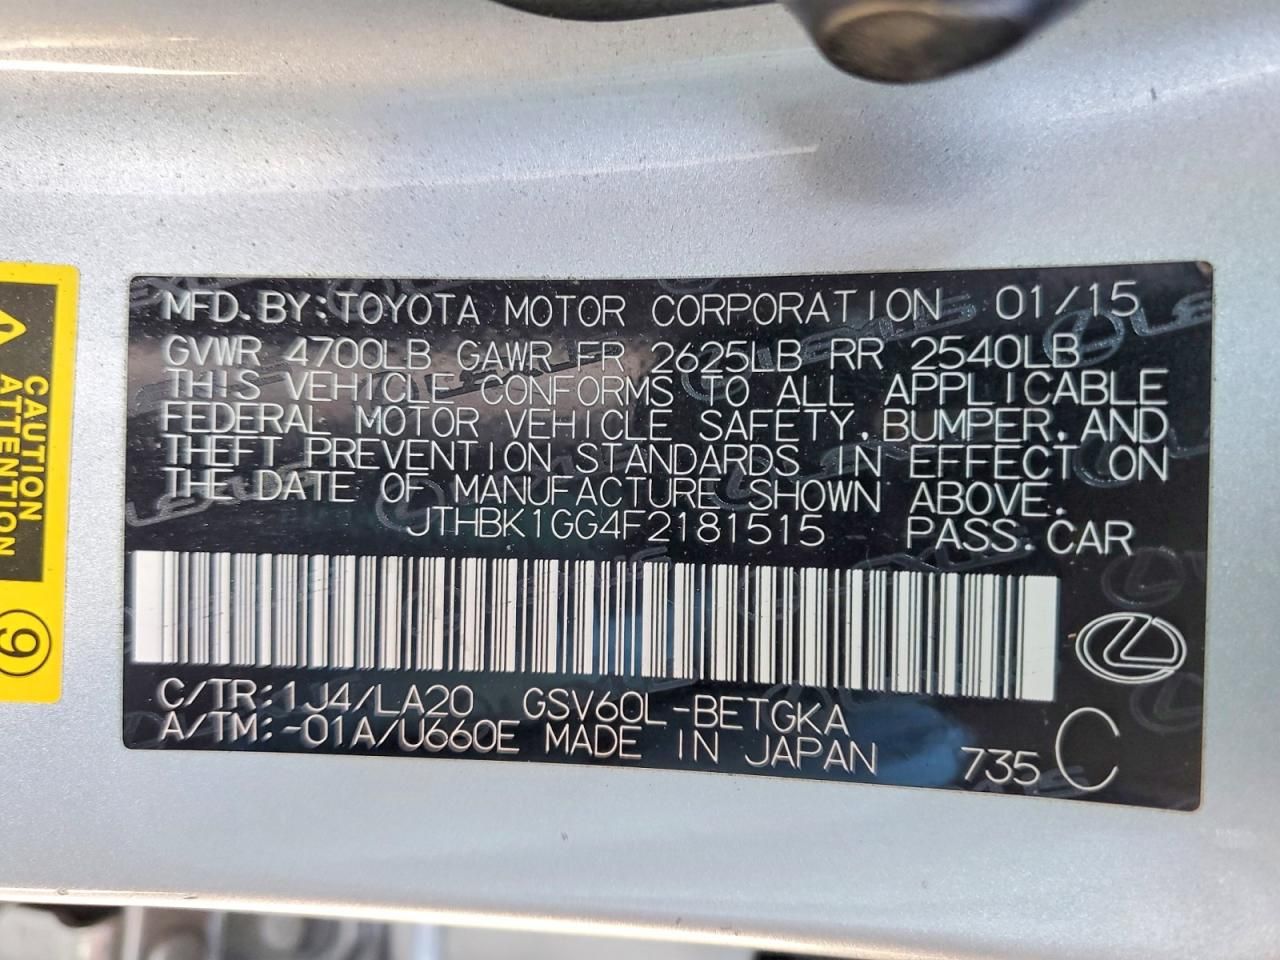 MFD.BY:TOYOTA MOTOR CORPORATION 01/15
GVWR 4700LB GAWR FR 2625LB RR 2540LB
THIS VEHICLE CONFORMS TO ALL APPLICABLE
FEDERAL MOTOR VEHICLE SAFETY,BUMPER,AND
THEFT PREVENTION STANDARDS IN EFFECT ON
THE DATE OF MANUFACTURE SHOWN ABOVE.
JTHBK1GG4F2181515 PASS.CAR
C/TR:1J4/LA20 GSV60L-BETGKA
A/TM:-01A/U660E MADE IN JAPAN 735 C
CAUTION
ATTENTION
9